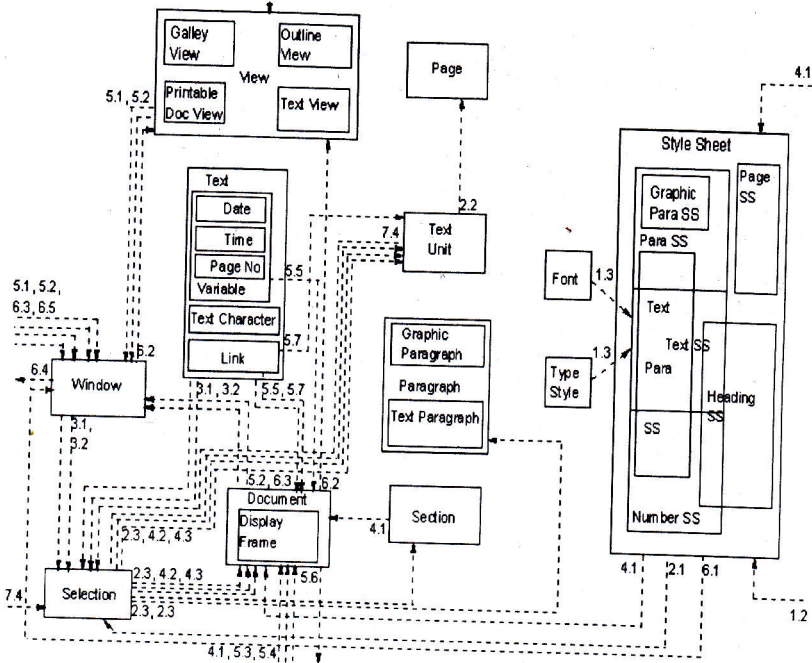 Galley
View
Outline
View
View
Printable
Doc View
Text View
5.1, 5.2
Page
4.1
Style Sheet
Graphic
Para SS
Page
SS
Para SS
Text
Date
Time
Page No
Variable
Text Character
Link
2.2
7.4
Text
Unit
5.5
5.7
Font
1.3
Type
Style
1.3
Text
Text SS
Para
Heading
SS
SS
Number SS
5.1, 5.2,
6.3, 6.5
6.2
6.4
Window
3.1, 3.2
5.5, 5.7
Graphic
Paragraph
Paragraph
Text Paragraph
3.1,
3.2
5.2, 6.3
6.2
Document
Display
Frame
4.1
Section
2.3, 4.2, 4.3
2.3, 4.2, 4.3
5.6
4.1
2.1
6.1
7.4
Selection
2.3, 2.3
4.1, 5.3, 5.4
1.2